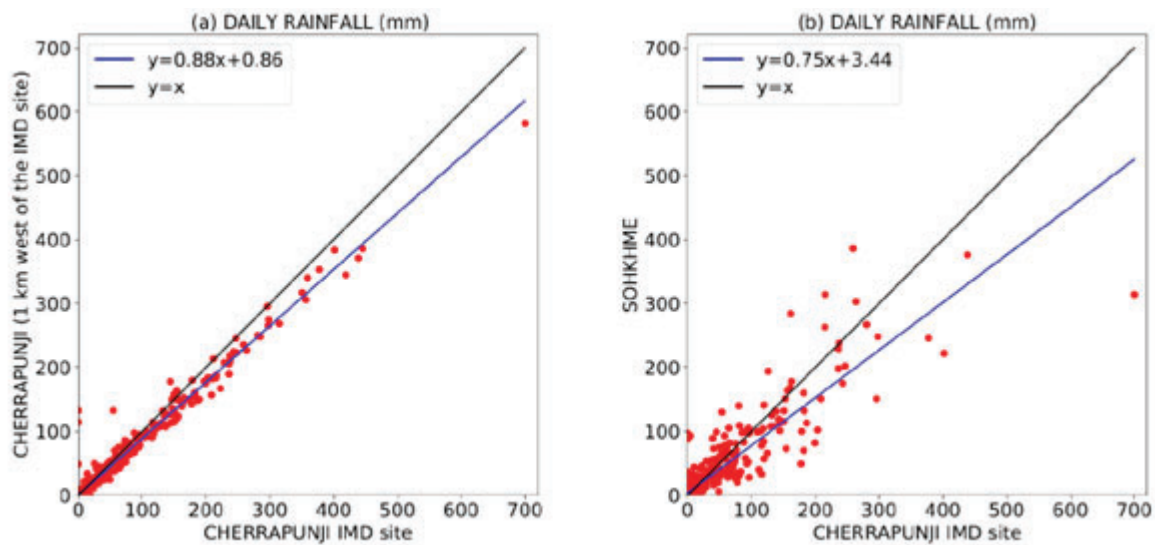 (a) DAILY RAINFALL (mm)
y=0.88x+0.86
y=x
CHERRAPUNJI (1 km west of the IMD site)
700
600
500
400
300
200
100
0
0 100 200 300 400 500 600 700
CHERRAPUNJI IMD site
(b) DAILY RAINFALL (mm)
y=0.75x+3.44
y=x
SOHKHME
700
600
500
400
300
200
100
0
0 100 200 300 400 500 600 700
CHERRAPUNJI IMD site